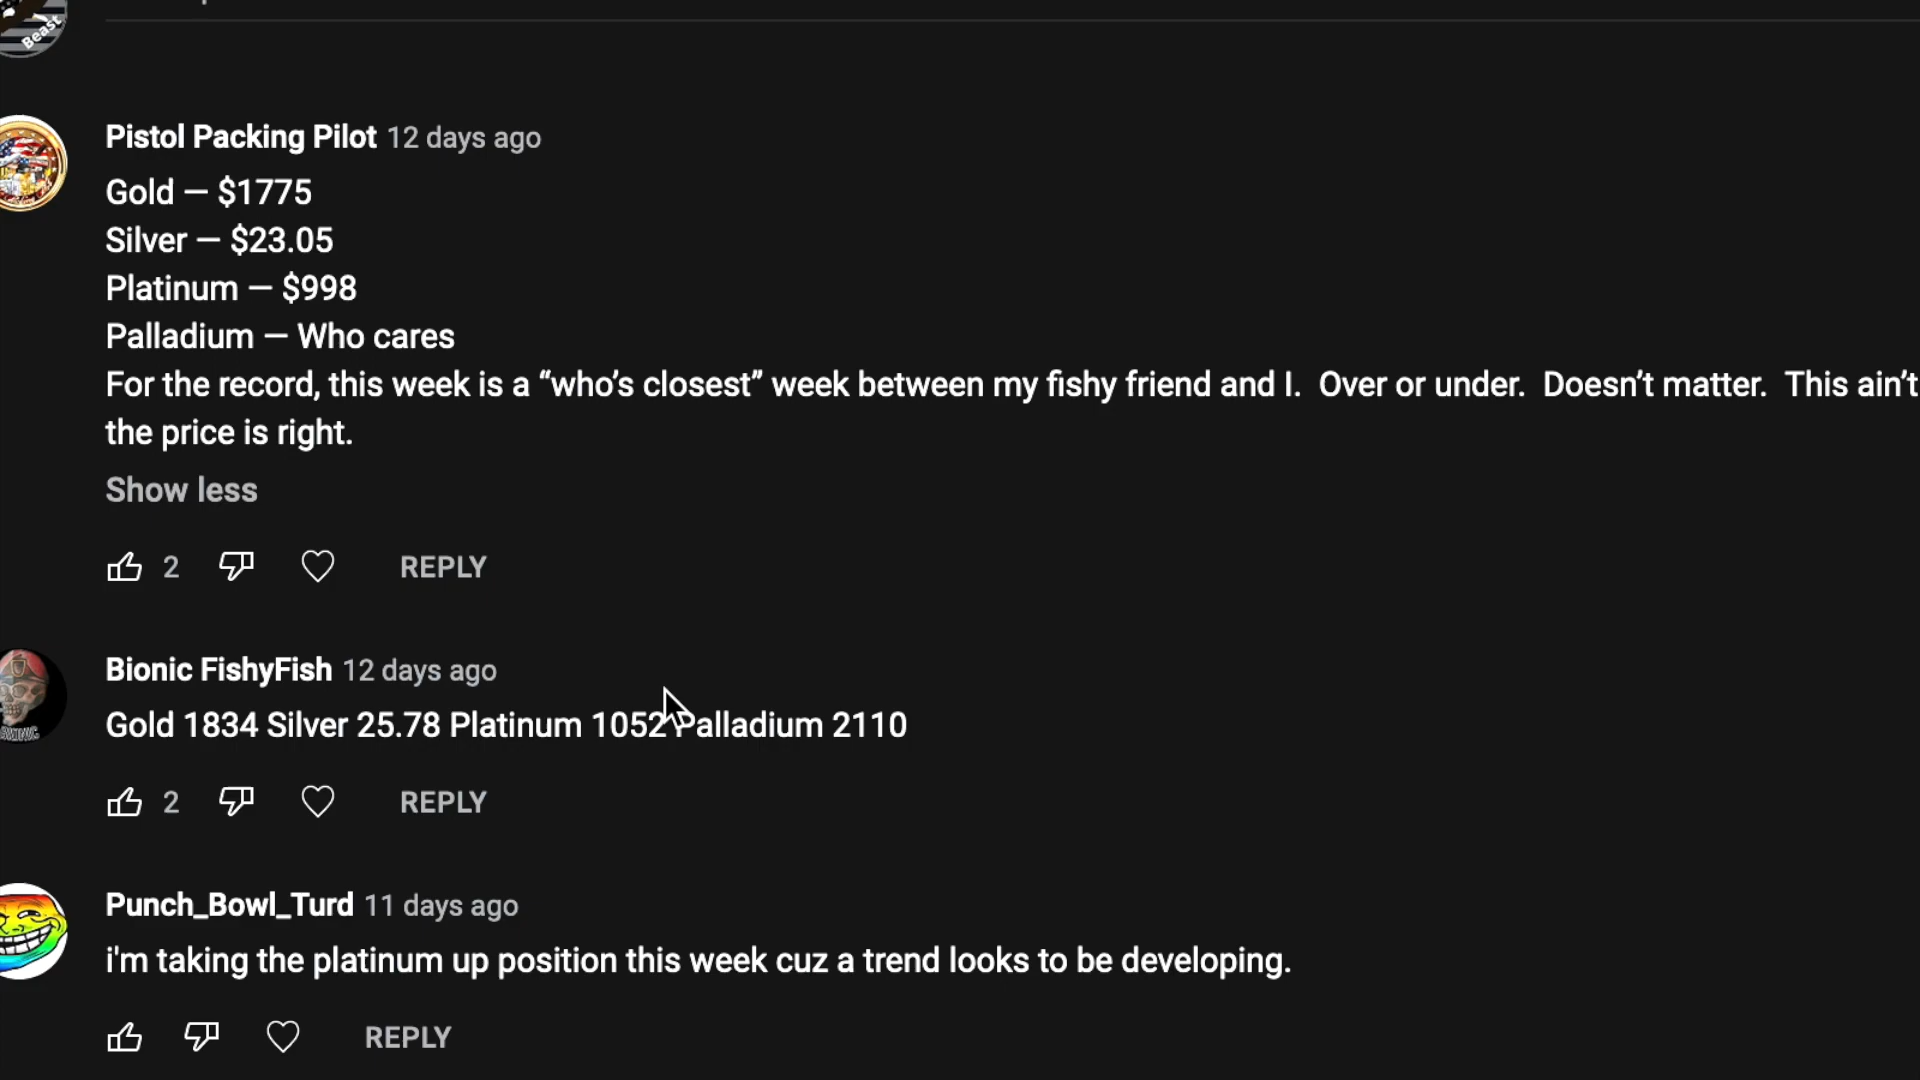 Beast
Pistol Packing Pilot 12 days ago
Gold — $1775
Silver — $23.05
Platinum — $998
Palladium — Who cares
For the record, this week is a “who’s closest” week between my fishy friend and I.  Over or under.  Doesn’t matter.  This ain’t
the price is right.
Show less
2 REPLY
Bionic FishyFish 12 days ago
Gold 1834 Silver 25.78 Platinum 1052 Palladium 2110
BIONIC
2 REPLY
Punch_Bowl_Turd 11 days ago
i'm taking the platinum up position this week cuz a trend looks to be developing.
REPLY